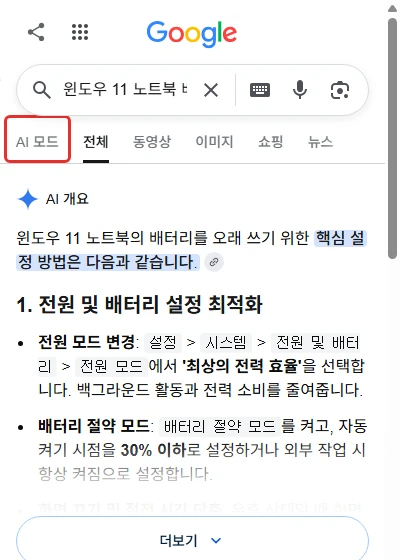 Google
윈도우 11 노트북
AI 모드 전체 동영상 이미지 쇼핑 뉴스
AI 개요
윈도우 11 노트북의 배터리를 오래 쓰기 위한 핵심 설
정 방법은 다음과 같습니다.
1. 전원 및 배터리 설정 최적화
• 전원 모드 변경: 설정 > 시스템 > 전원 및 배터
리 > 전원 모드 에서 '최상의 전력 효율'을 선택합
니다. 백그라운드 활동과 전력 소비를 줄여줍니다.
• 배터리 절약 모드: 배터리 절약 모드 를 켜고, 자동
켜기 시점을 30% 이하로 설정하거나 외부 작업 시
항상 켜짐으로 설정합니다.
더보기